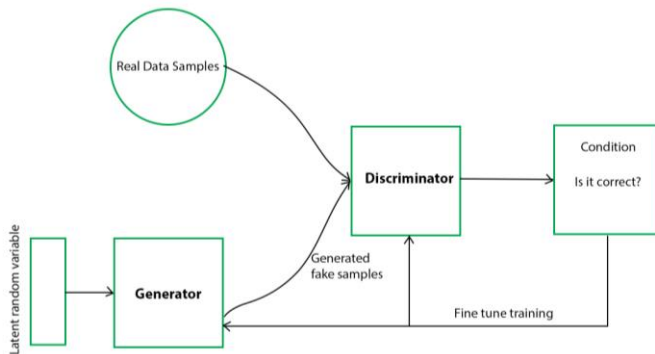 Real Data Samples
Condition
Is it correct?
Discriminator
Latent random variable
Generator
Generated
fake samples
Fine tune training